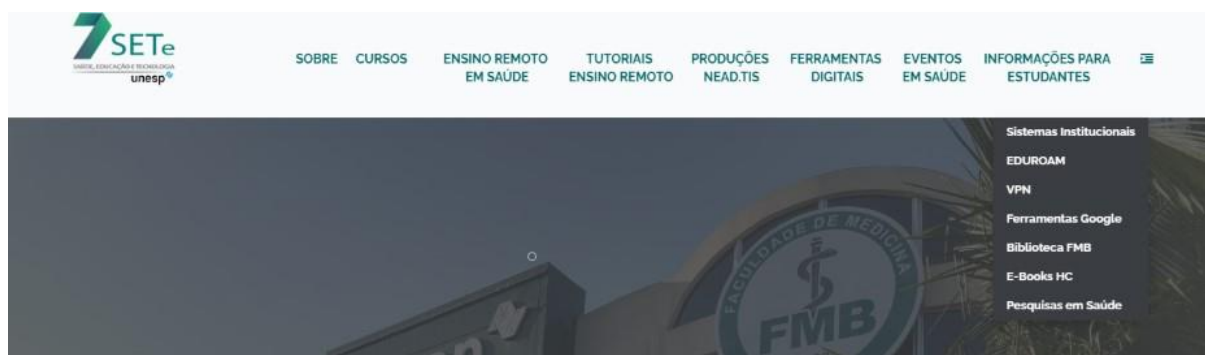 7SETe
SAÚDE, EDUCAÇÃO E TECNOLOGIA
unesp
SOBRE CURSOS ENSINO REMOTO EM SAÚDE TUTORIAIS ENSINO REMOTO PRODUÇÕES NEAD.TIS FERRAMENTAS DIGITAIS EVENTOS EM SAÚDE INFORMAÇÕES PARA ESTUDANTES
Sistemas Institucionais
EDUROAM
VPN
Ferramentas Google
Biblioteca FMB
E-Books HC
Pesquisas em Saúde
FACULDADE DE MEDICINA
FMB